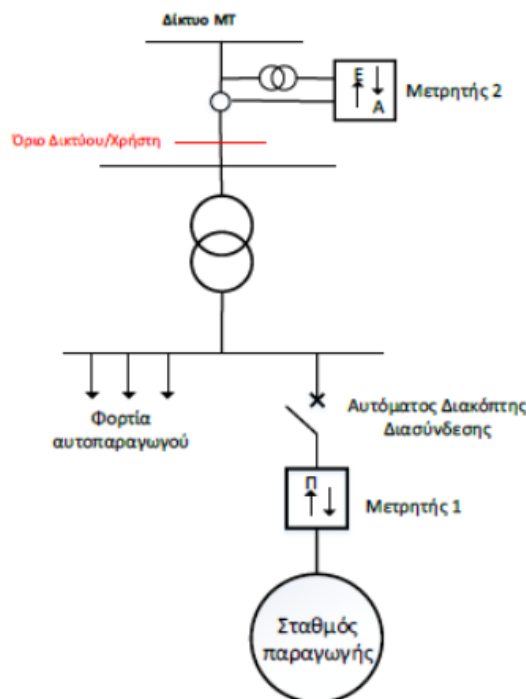 Δίκτυο ΜΤ
Ε
Α
Μετρητής 2
Όριο Δικτύου/Χρήστη
Φορτία
αυτοπαραγωγού
Αυτόματος Διακόπτης
Διασύνδεσης
Π
Μετρητής 1
Σταθμός
παραγωγής